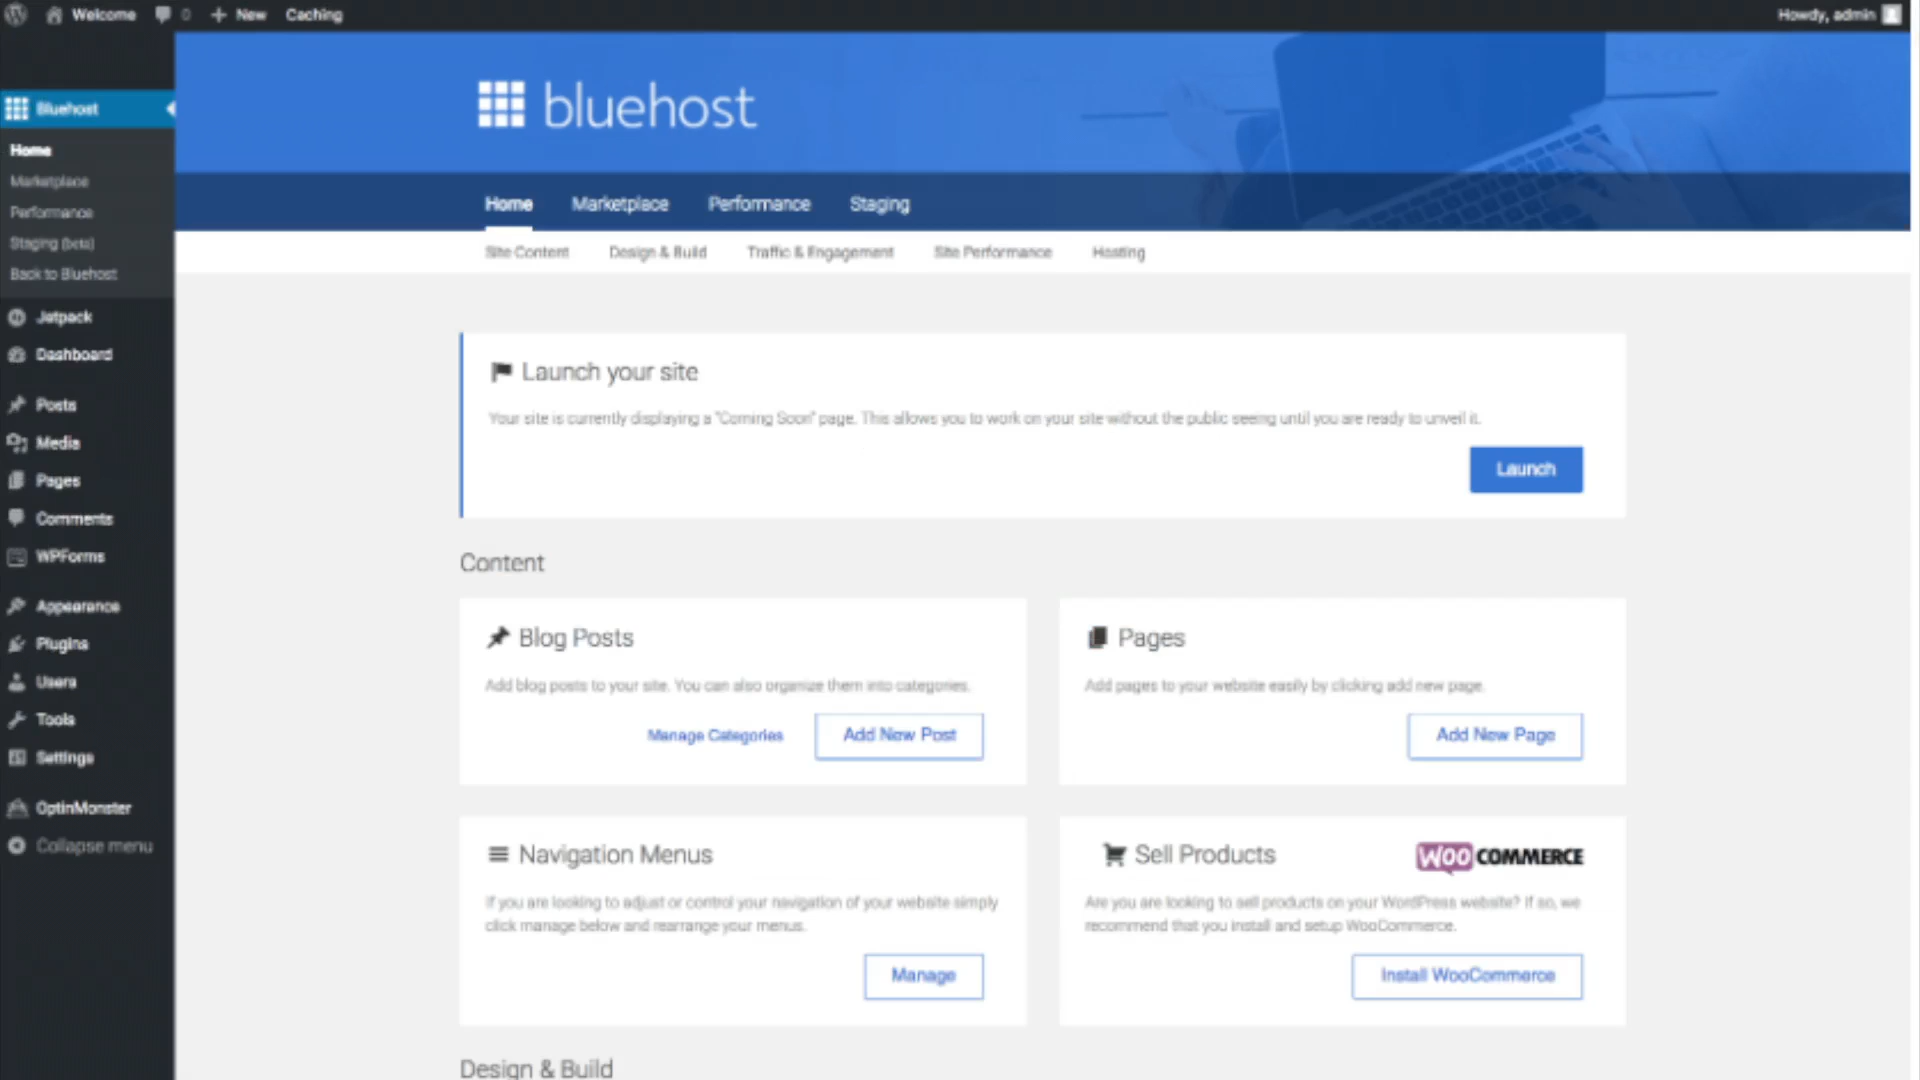 Welcome
0
New
Caching
Howdy, admin
Bluehost
Home
Marketplace
Performance
Staging (beta)
Back to Bluehost
Jetpack
Dashboard
Posts
Media
Pages
Comments
WPForms
Appearance
Plugins
Users
Tools
Settings
OptinMonster
Collapse menu
bluehost
Home
Marketplace
Performance
Staging
Site Content
Design & Build
Traffic & Engagement
Site Performance
Hosting
Launch your site
Your site is currently displaying a "Coming Soon" page. This allows you to work on your site without the public seeing until you are ready to unveil it.
Launch
Content
Blog Posts
Add blog posts to your site. You can also organize them into categories.
Manage Categories
Add New Post
Pages
Add pages to your website easily by clicking add new page.
Add New Page
Navigation Menus
If you are looking to adjust or control your navigation of your website simply
click manage below and rearrange your menus.
Manage
Sell Products
WOOCOMMERCE
Are you are looking to sell products on your WordPress website? If so, we
recommend that you install and setup WooCommerce.
Install WooCommerce
Design & Build